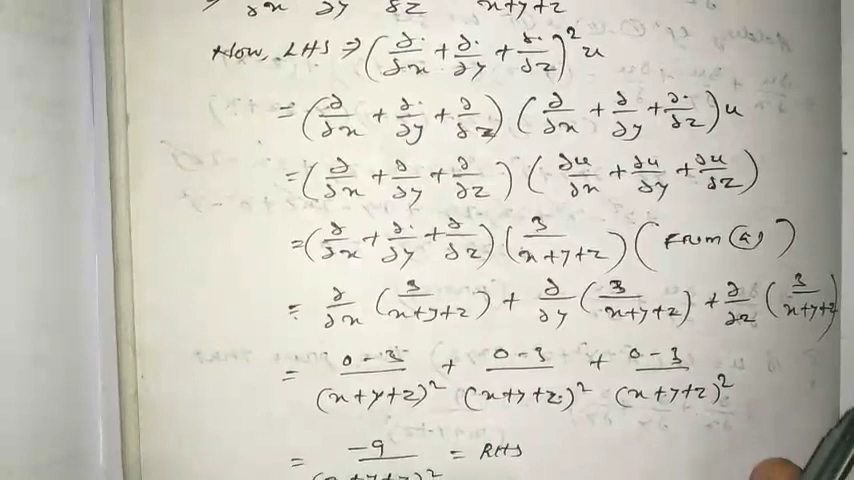 ∂x ∂y ∂z x+y+z
Now, LHS ⇒ (∂/∂x + ∂/∂y + ∂/∂z)² u
= (∂/∂x + ∂/∂y + ∂/∂z) (∂/∂x + ∂/∂y + ∂/∂z) u
= (∂/∂x + ∂/∂y + ∂/∂z) (∂u/∂x + ∂u/∂y + ∂u/∂z)
= (∂/∂x + ∂/∂y + ∂/∂z) (3/(x+y+z)) (From (4))
= ∂/∂x (3/(x+y+z)) + ∂/∂y (3/(x+y+z)) + ∂/∂z (3/(x+y+z))
= (0-3)/(x+y+z)² + (0-3)/(x+y+z)² + (0-3)/(x+y+z)²
= -9/(x+y+z)² = RHS